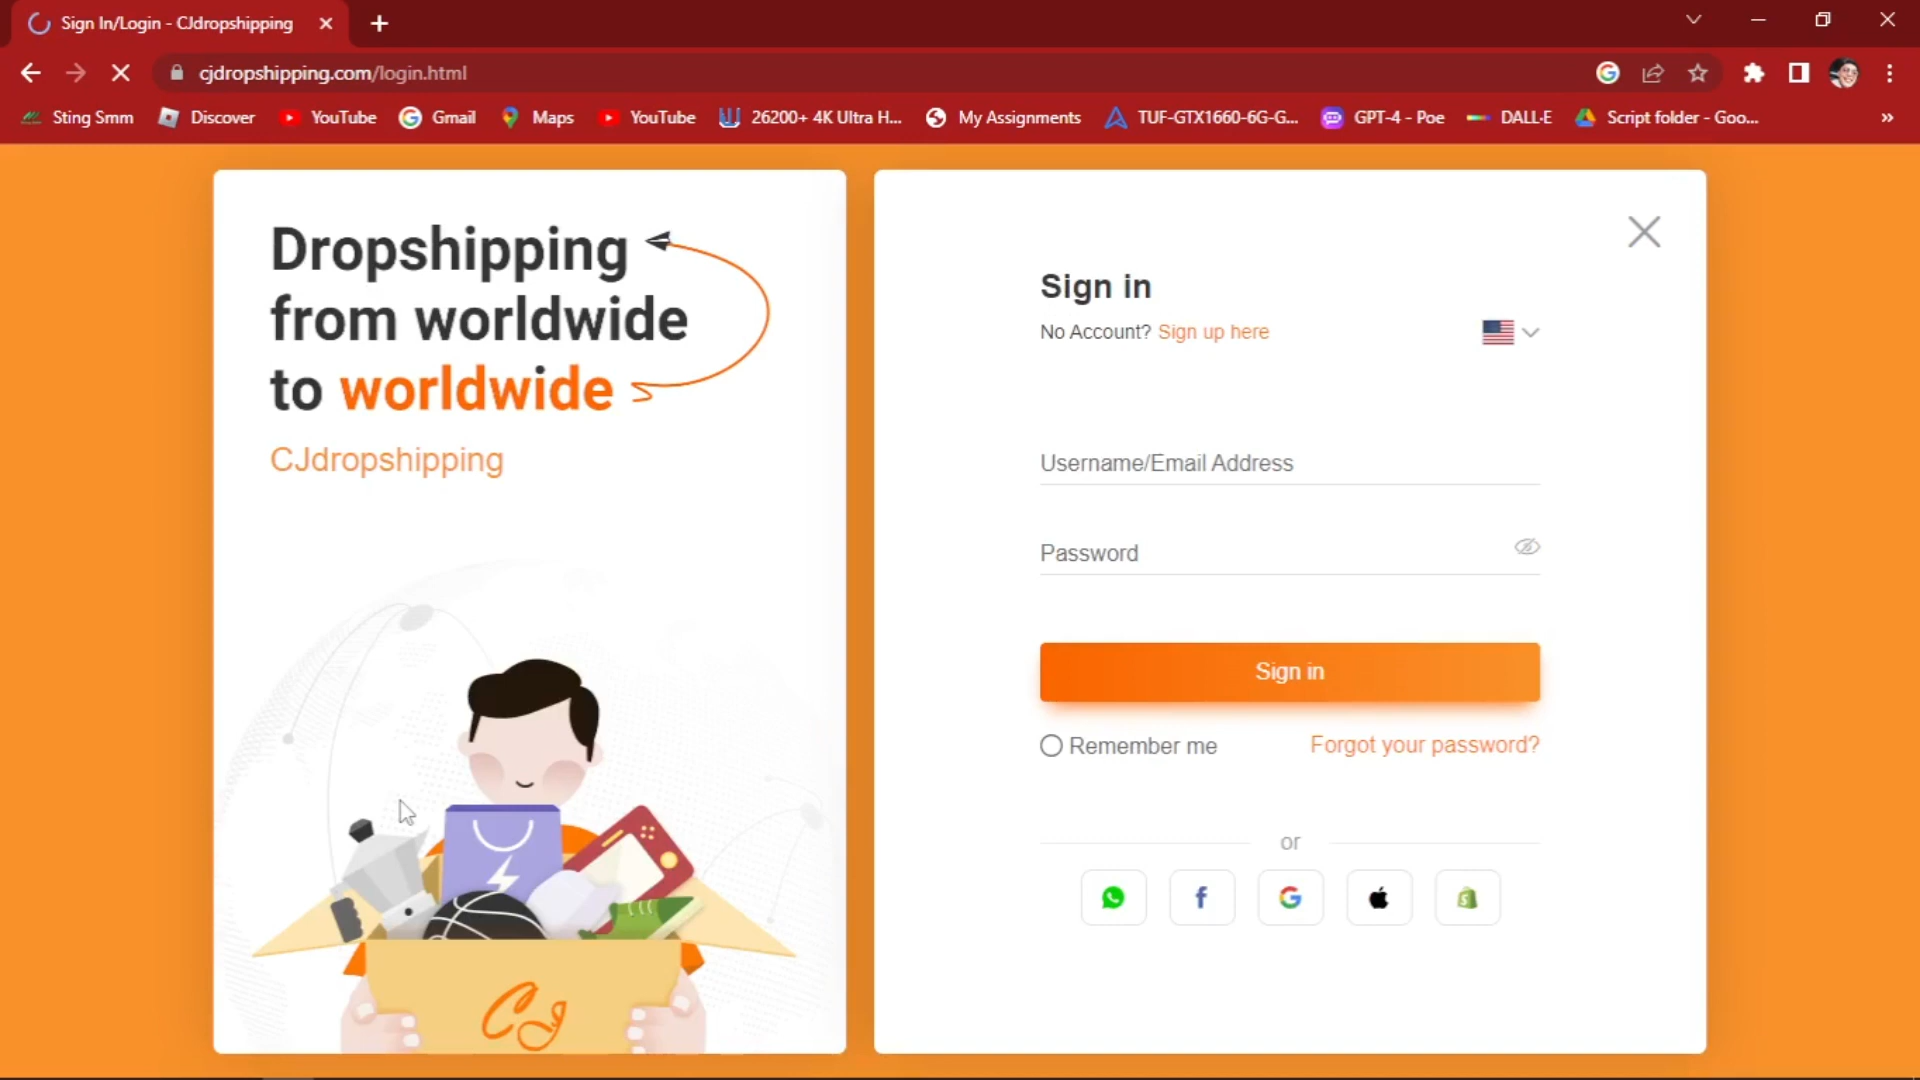 Sign In/Login - CJdropshipping
cjdropshipping.com/login.html
Sting Smm Discover YouTube Gmail Maps YouTube 26200+ 4K Ultra H... My Assignments TUF-GTX1660-6G-G... GPT-4 - Poe DALL·E Script folder - Goo... »
Dropshipping
from worldwide
to worldwide
CJdropshipping
CJ
Sign in
No Account? Sign up here
Username/Email Address
Password
Sign in
Remember me Forgot your password?
or